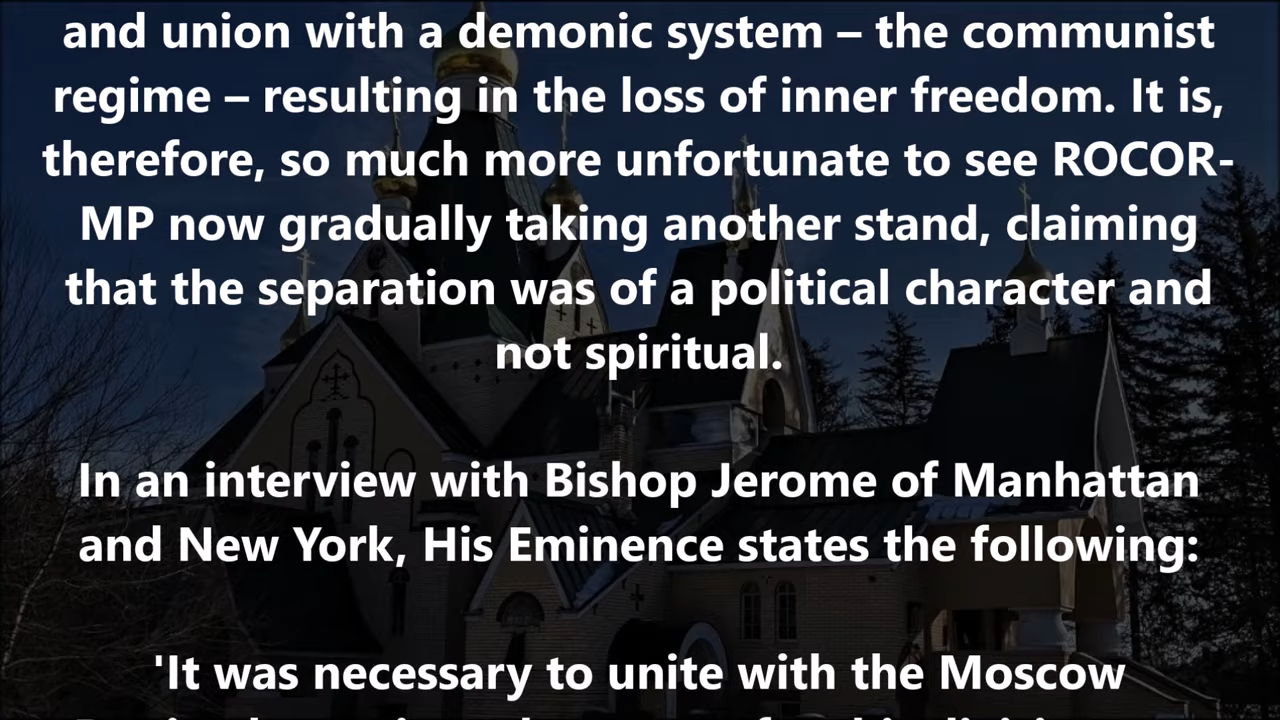 and union with a demonic system – the communist
regime – resulting in the loss of inner freedom. It is,
therefore, so much more unfortunate to see ROCOR-
MP now gradually taking another stand, claiming
that the separation was of a political character and
not spiritual.
In an interview with Bishop Jerome of Manhattan
and New York, His Eminence states the following:
'It was necessary to unite with the Moscow